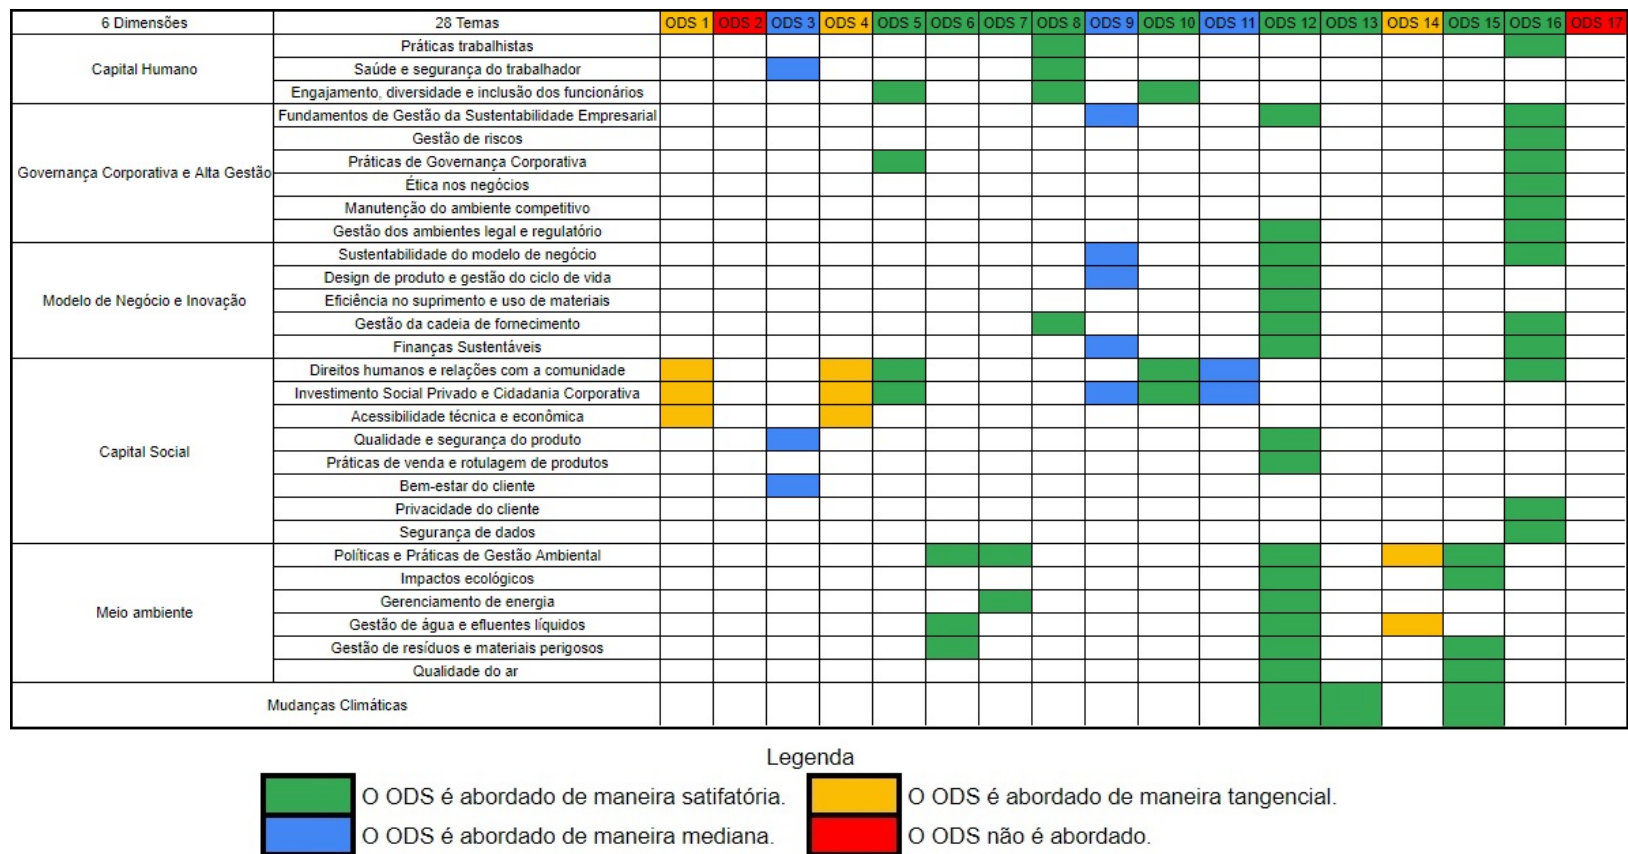 6 Dimensões 28 Temas ODS 1 ODS 2 ODS 3 ODS 4 ODS 5 ODS 6 ODS 7 ODS 8 ODS 9 ODS 10 ODS 11 ODS 12 ODS 13 ODS 14 ODS 15 ODS 16 ODS 17
Capital Humano
Práticas trabalhistas
Saúde e segurança do trabalhador
Engajamento, diversidade e inclusão dos funcionários
Governança Corporativa e Alta Gestão
Fundamentos de Gestão da Sustentabilidade Empresarial
Gestão de riscos
Práticas de Governança Corporativa
Ética nos negócios
Manutenção do ambiente competitivo
Gestão dos ambientes legal e regulatório
Modelo de Negócio e Inovação
Sustentabilidade do modelo de negócio
Design de produto e gestão do ciclo de vida
Eficiência no suprimento e uso de materiais
Gestão da cadeia de fornecimento
Finanças Sustentáveis
Capital Social
Direitos humanos e relações com a comunidade
Investimento Social Privado e Cidadania Corporativa
Acessibilidade técnica e econômica
Qualidade e segurança do produto
Práticas de venda e rotulagem de produtos
Bem-estar do cliente
Privacidade do cliente
Segurança de dados
Meio ambiente
Políticas e Práticas de Gestão Ambiental
Impactos ecológicos
Gerenciamento de energia
Gestão de água e efluentes líquidos
Gestão de resíduos e materiais perigosos
Qualidade do ar
Mudanças Climáticas
Legenda
O ODS é abordado de maneira satifatória.
O ODS é abordado de maneira tangencial.
O ODS é abordado de maneira mediana.
O ODS não é abordado.